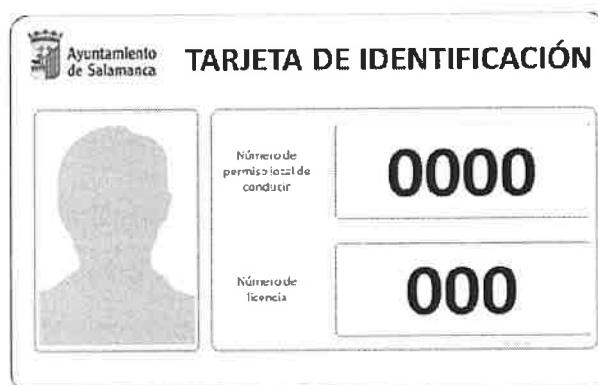 Ayuntamiento
de Salamanca
TARJETA DE IDENTIFICACIÓN
Número de
permiso local de
conducir
0000
Número de
licencia
000